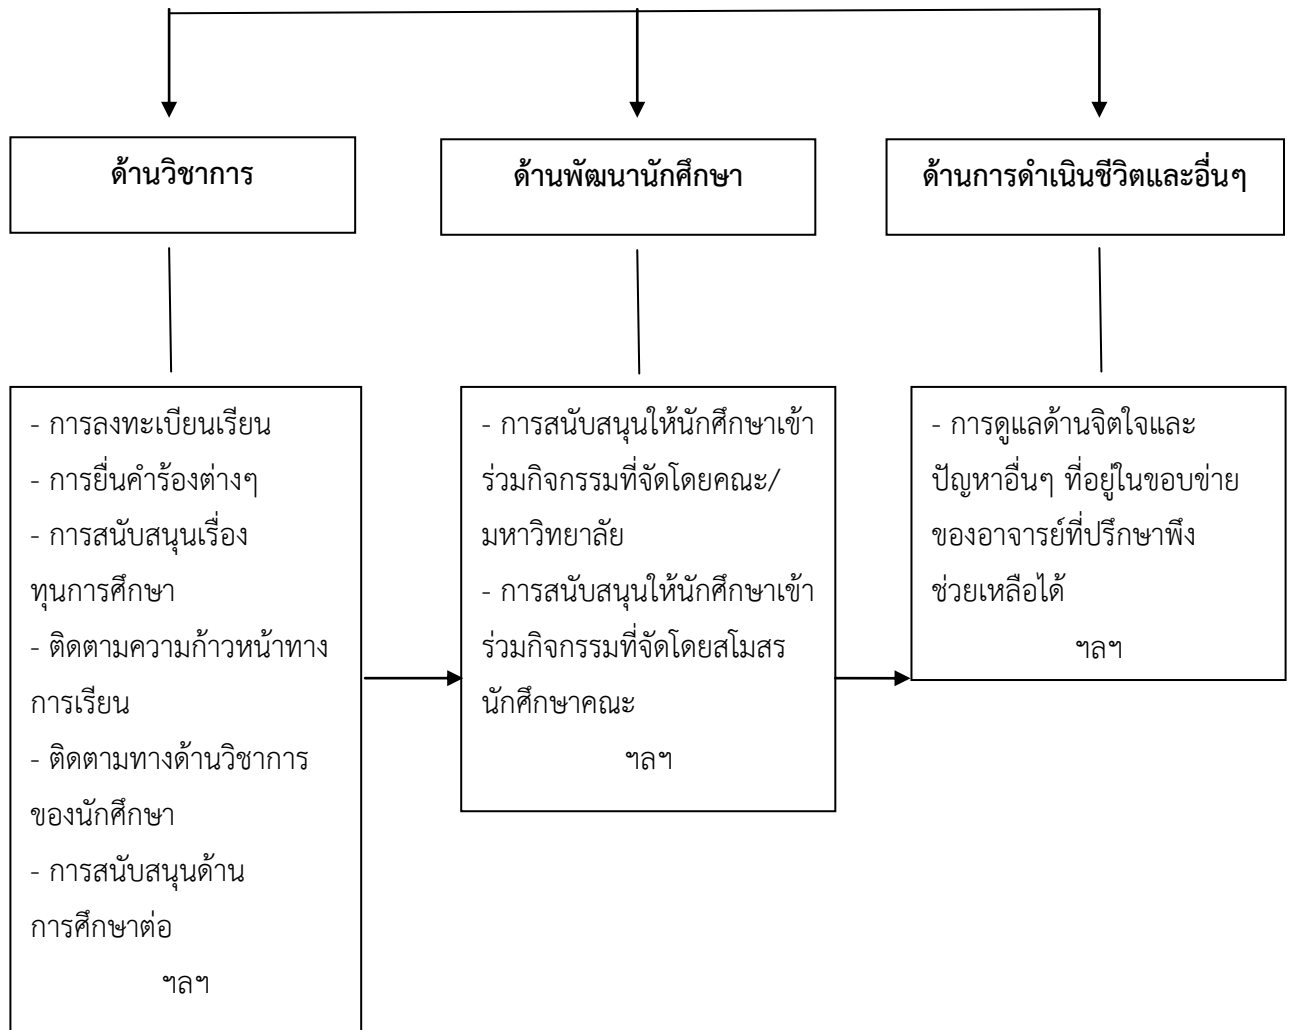 ด้านวิชาการ
ด้านพัฒนานักศึกษา
ด้านการดำเนินชีวิตและอื่นๆ
- การลงทะเบียนเรียน
- การยื่นคำร้องต่างๆ
- การสนับสนุนเรื่อง
ทุนการศึกษา
- ติดตามความก้าวหน้าทาง
การเรียน
- ติดตามทางด้านวิชาการ
ของนักศึกษา
- การสนับสนุนด้าน
การศึกษาต่อ
ฯลฯ
- การสนับสนุนให้นักศึกษาเข้า
ร่วมกิจกรรมที่จัดโดยคณะ/
มหาวิทยาลัย
- การสนับสนุนให้นักศึกษาเข้า
ร่วมกิจกรรมที่จัดโดยสโมสร
นักศึกษาคณะ
ฯลฯ
- การดูแลด้านจิตใจและ
ปัญหาอื่นๆ ที่อยู่ในขอบข่าย
ของอาจารย์ที่ปรึกษาพึง
ช่วยเหลือได้
ฯลฯ